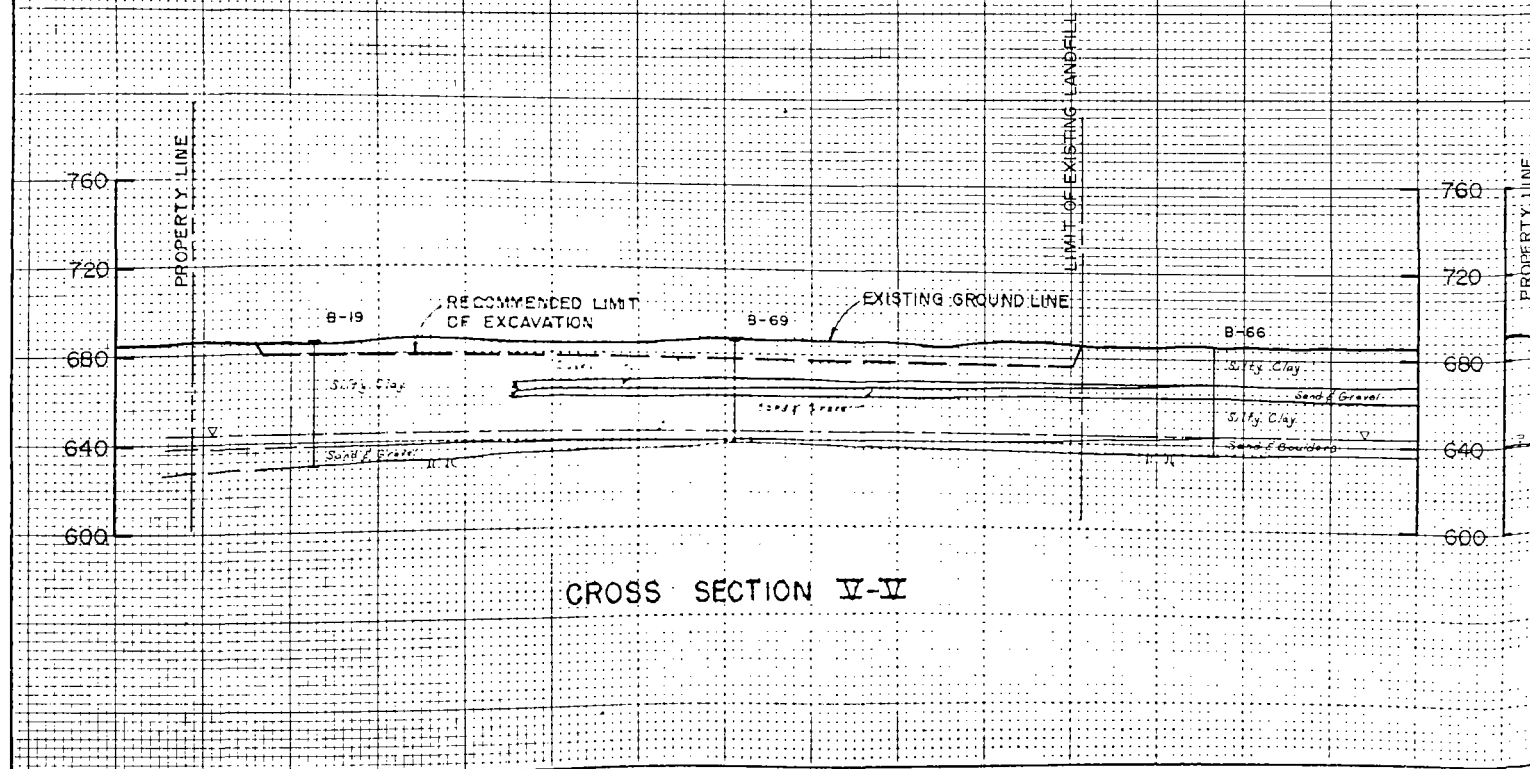 PROPERTY LINE
LIMIT OF EXISTING LANDFILL
PROPERTY LINE
760
760
720
720
RECOMMENDED LIMIT
OF EXCAVATION
EXISTING GROUND LINE
B-19
B-69
B-66
680
680
Silty Clay
Silty Clay
Sand & Gravel
Sand & Gravel
Silty Clay
640
640
Sand & Gravel
Sand & Boulders
600
600
CROSS SECTION V-V